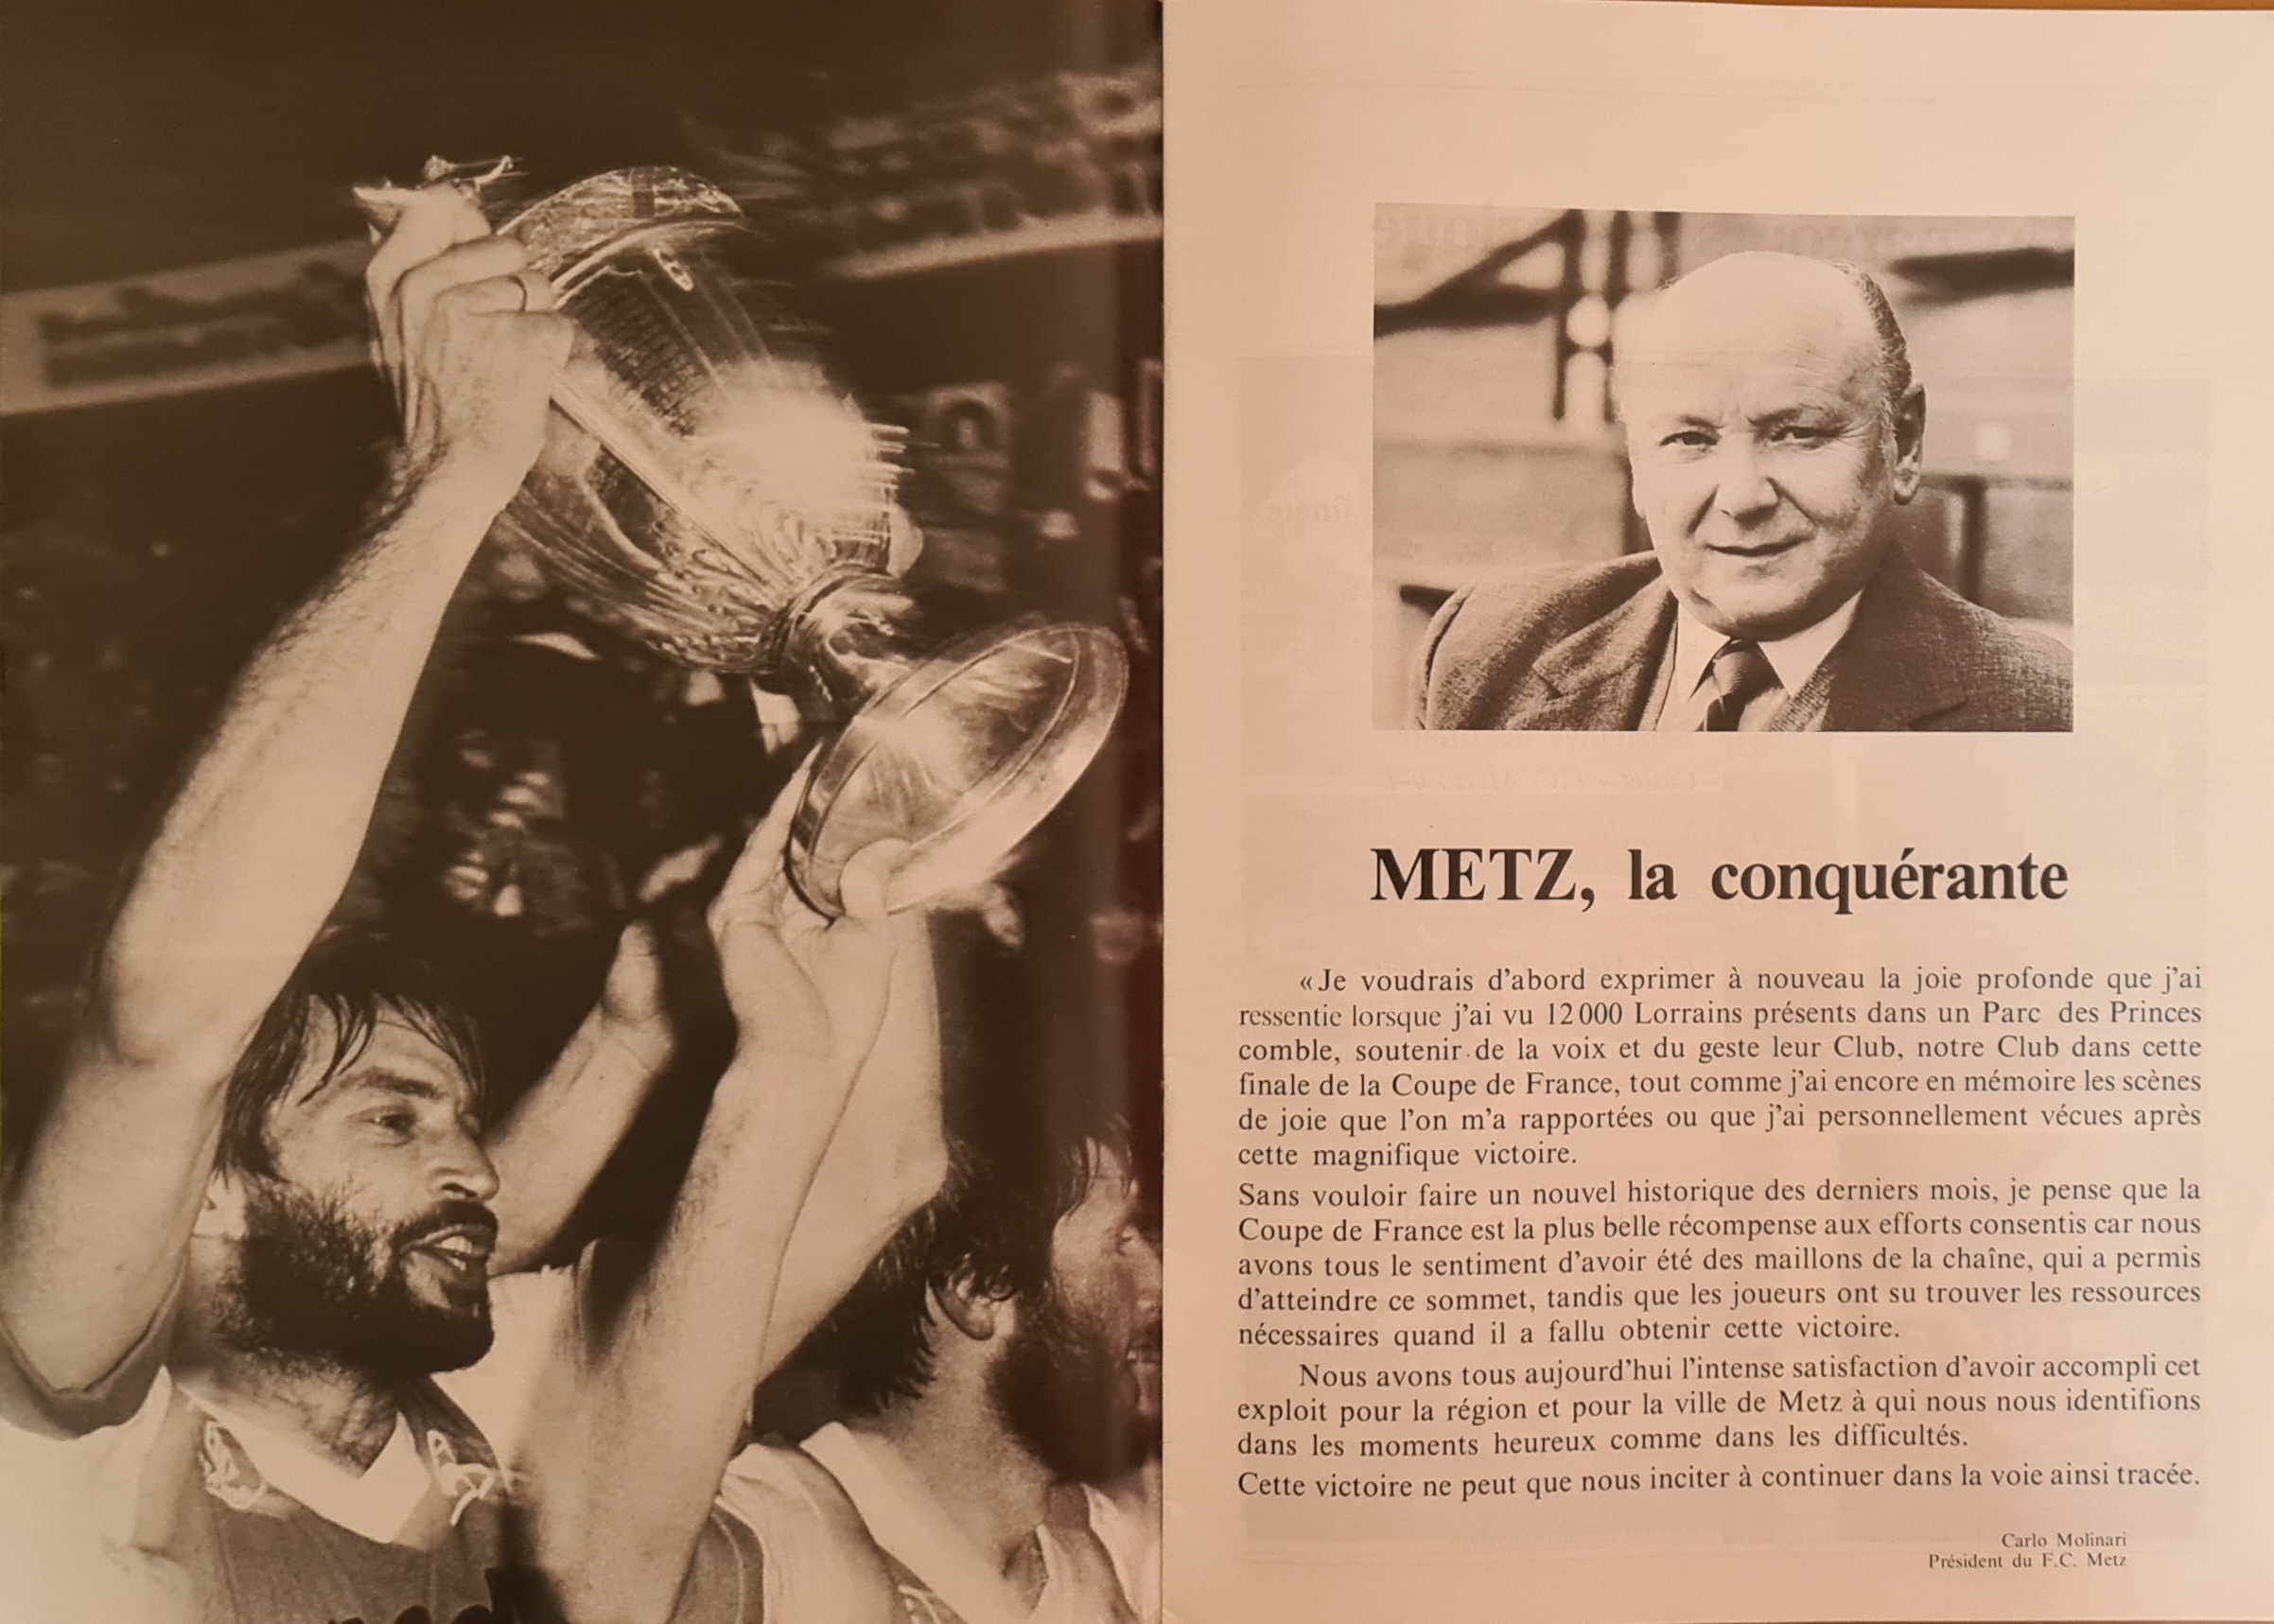 METZ, la conquérante
« Je voudrais d'abord exprimer à nouveau la joie profonde que j'ai
ressentie lorsque j'ai vu 12 000 Lorrains présents dans un Parc des Princes
comble, soutenir de la voix et du geste leur Club, notre Club dans cette
finale de la Coupe de France, tout comme j'ai encore en mémoire les scènes
de joie que l'on m'a rapportées ou que j'ai personnellement vécues après
cette magnifique victoire.
Sans vouloir faire un nouvel historique des derniers mois, je pense que la
Coupe de France est la plus belle récompense aux efforts consentis car nous
avons tous le sentiment d'avoir été des maillons de la chaîne, qui a permis
d'atteindre ce sommet, tandis que les joueurs ont su trouver les ressources
nécessaires quand il a fallu obtenir cette victoire.
Nous avons tous aujourd'hui l'intense satisfaction d'avoir accompli cet
exploit pour la région et pour la ville de Metz à qui nous nous identifions
dans les moments heureux comme dans les difficultés.
Cette victoire ne peut que nous inciter à continuer dans la voie ainsi tracée.
Carlo Molinari
Président du F.C. Metz